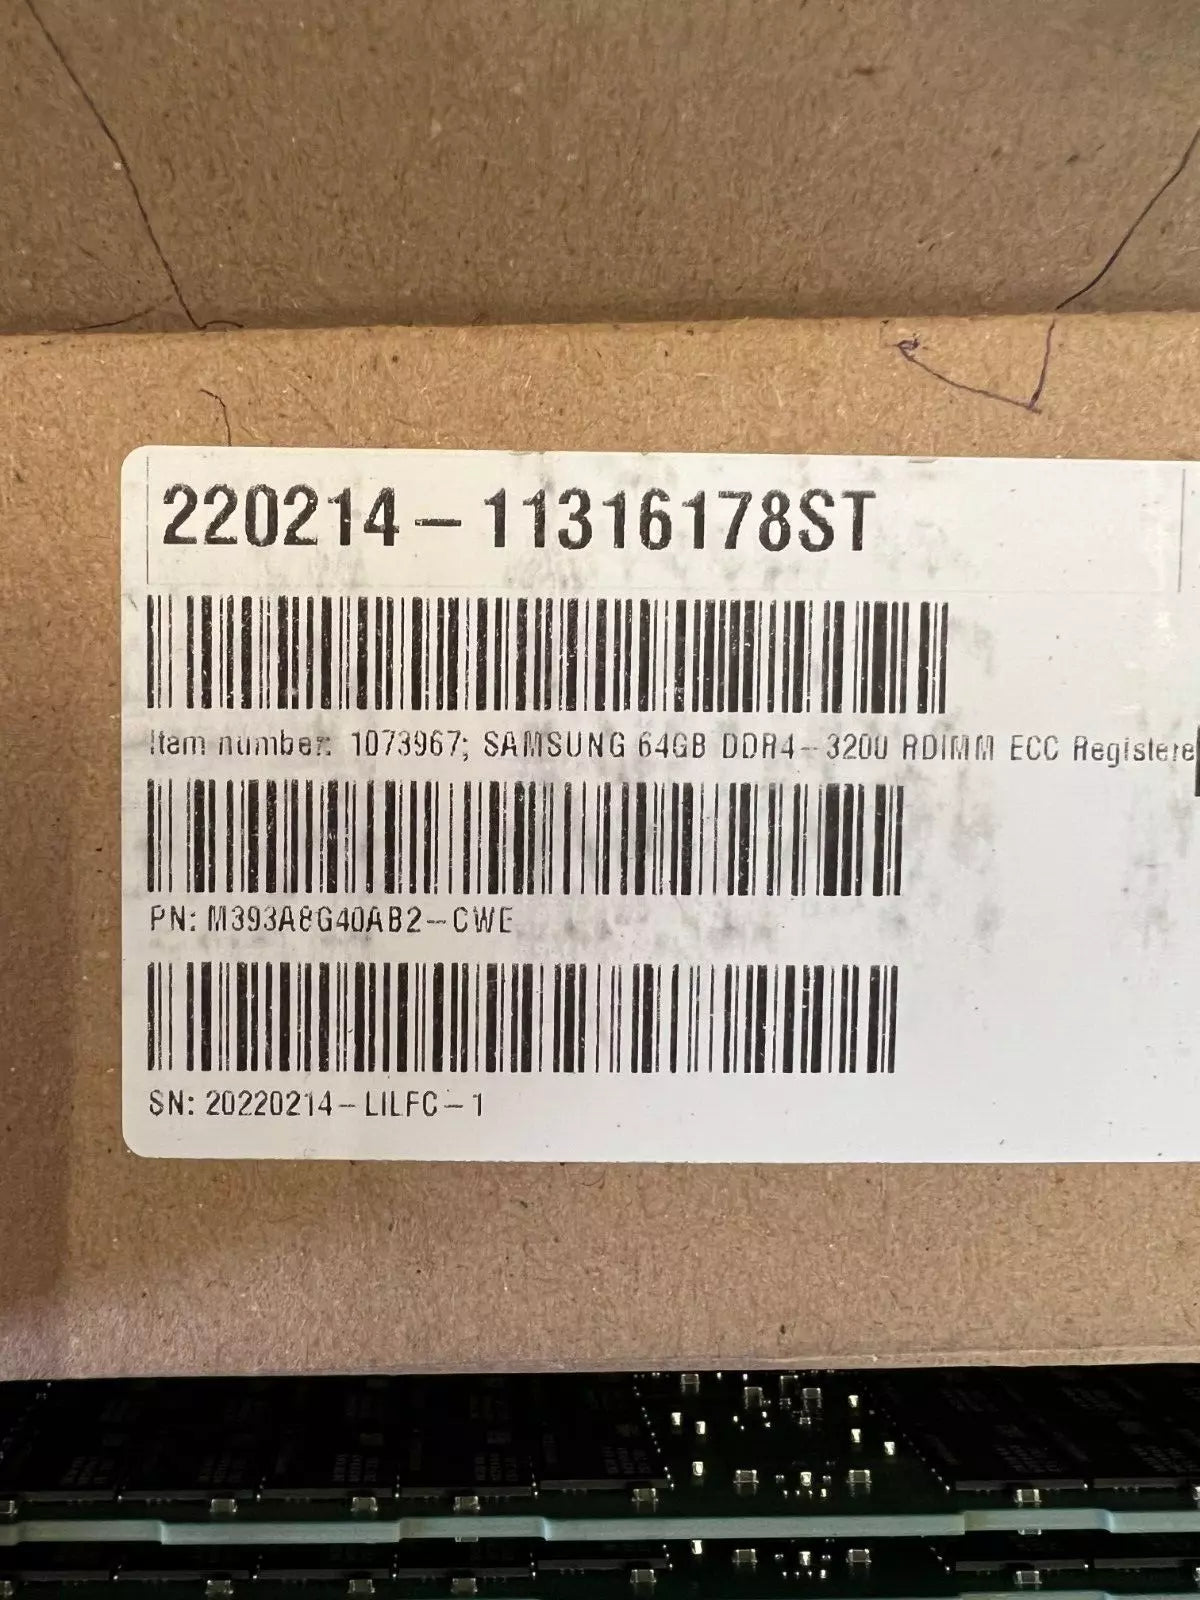 220214-11316178ST
Item number: 1073967; SAMSUNG 64GB DDR4-3200 RDIMM ECC Registere
PN: M393A8G40AB2-CWE
SN: 20220214-LILFC-1